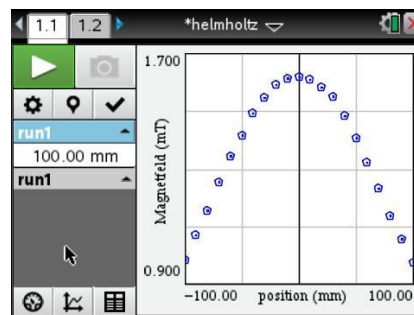 1.1 1.2 *helmholtz
run1
100.00 mm
run1
1.700
Magnetfeld (mT)
0.900
-100.00 position (mm) 100.00